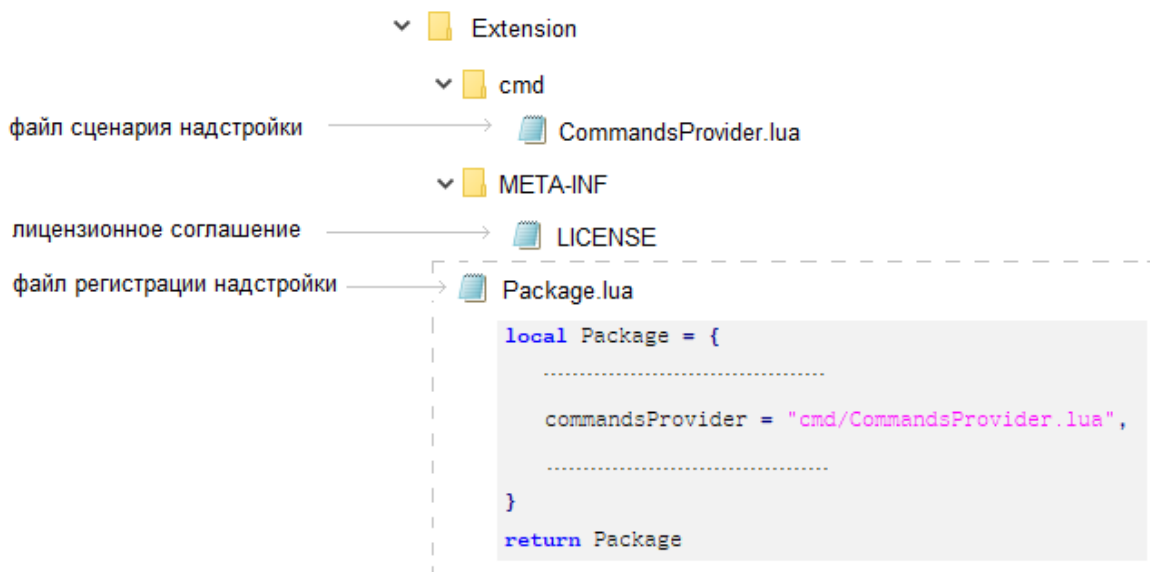 Extension
cmd
файл сценария надстройки
CommandsProvider.lua
META-INF
лицензионное соглашение
LICENSE
файл регистрации надстройки
Package.lua
local Package = {
commandsProvider = "cmd/CommandsProvider.lua",
}
return Package